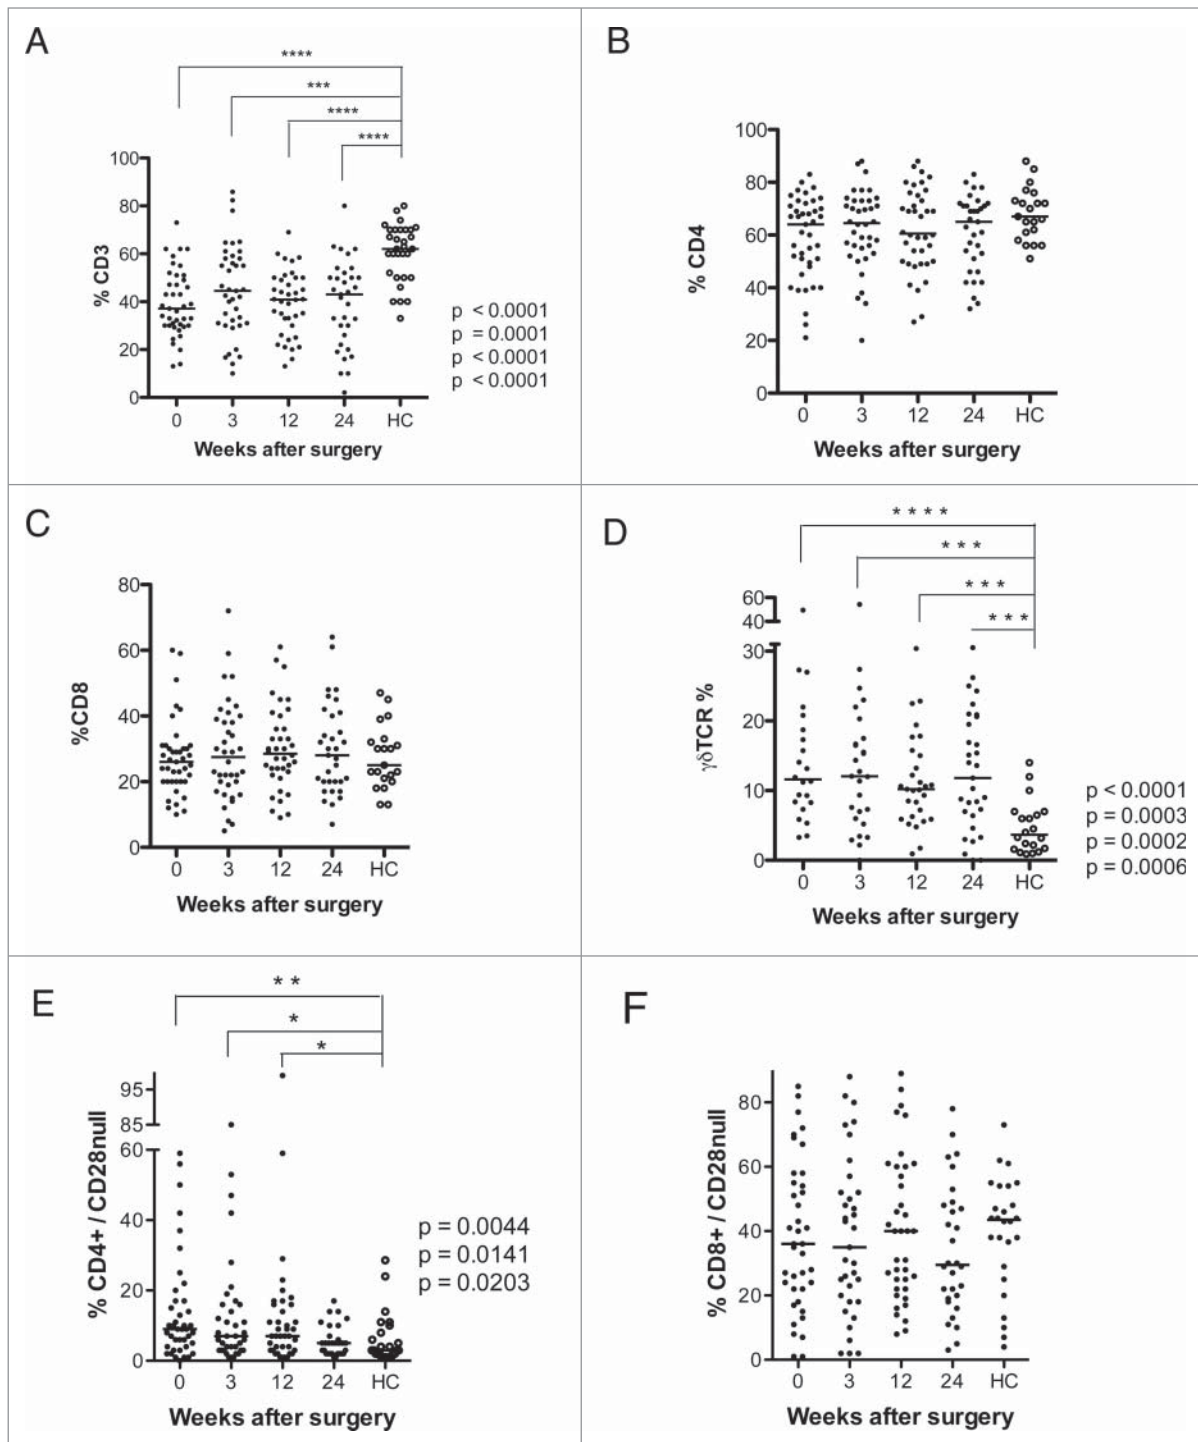 A
****
***
****
****
100
80
60
40
20
0
% CD3
0 3 12 24 HC
Weeks after surgery
p < 0.0001
p = 0.0001
p < 0.0001
p < 0.0001
B
100
80
60
40
20
0
% CD4
0 3 12 24 HC
Weeks after surgery
C
80
60
40
20
0
%CD8
0 3 12 24 HC
Weeks after surgery
D
* * * *
* * *
* * *
* * *
60
40
30
20
10
0
γδTCR %
0 3 12 24 HC
Weeks after surgery
p < 0.0001
p = 0.0003
p = 0.0002
p = 0.0006
E
* *
*
*
95
85
60
40
20
0
% CD4+ / CD28null
0 3 12 24 HC
Weeks after surgery
p = 0.0044
p = 0.0141
p = 0.0203
F
80
60
40
20
0
% CD8+ / CD28null
0 3 12 24 HC
Weeks after surgery